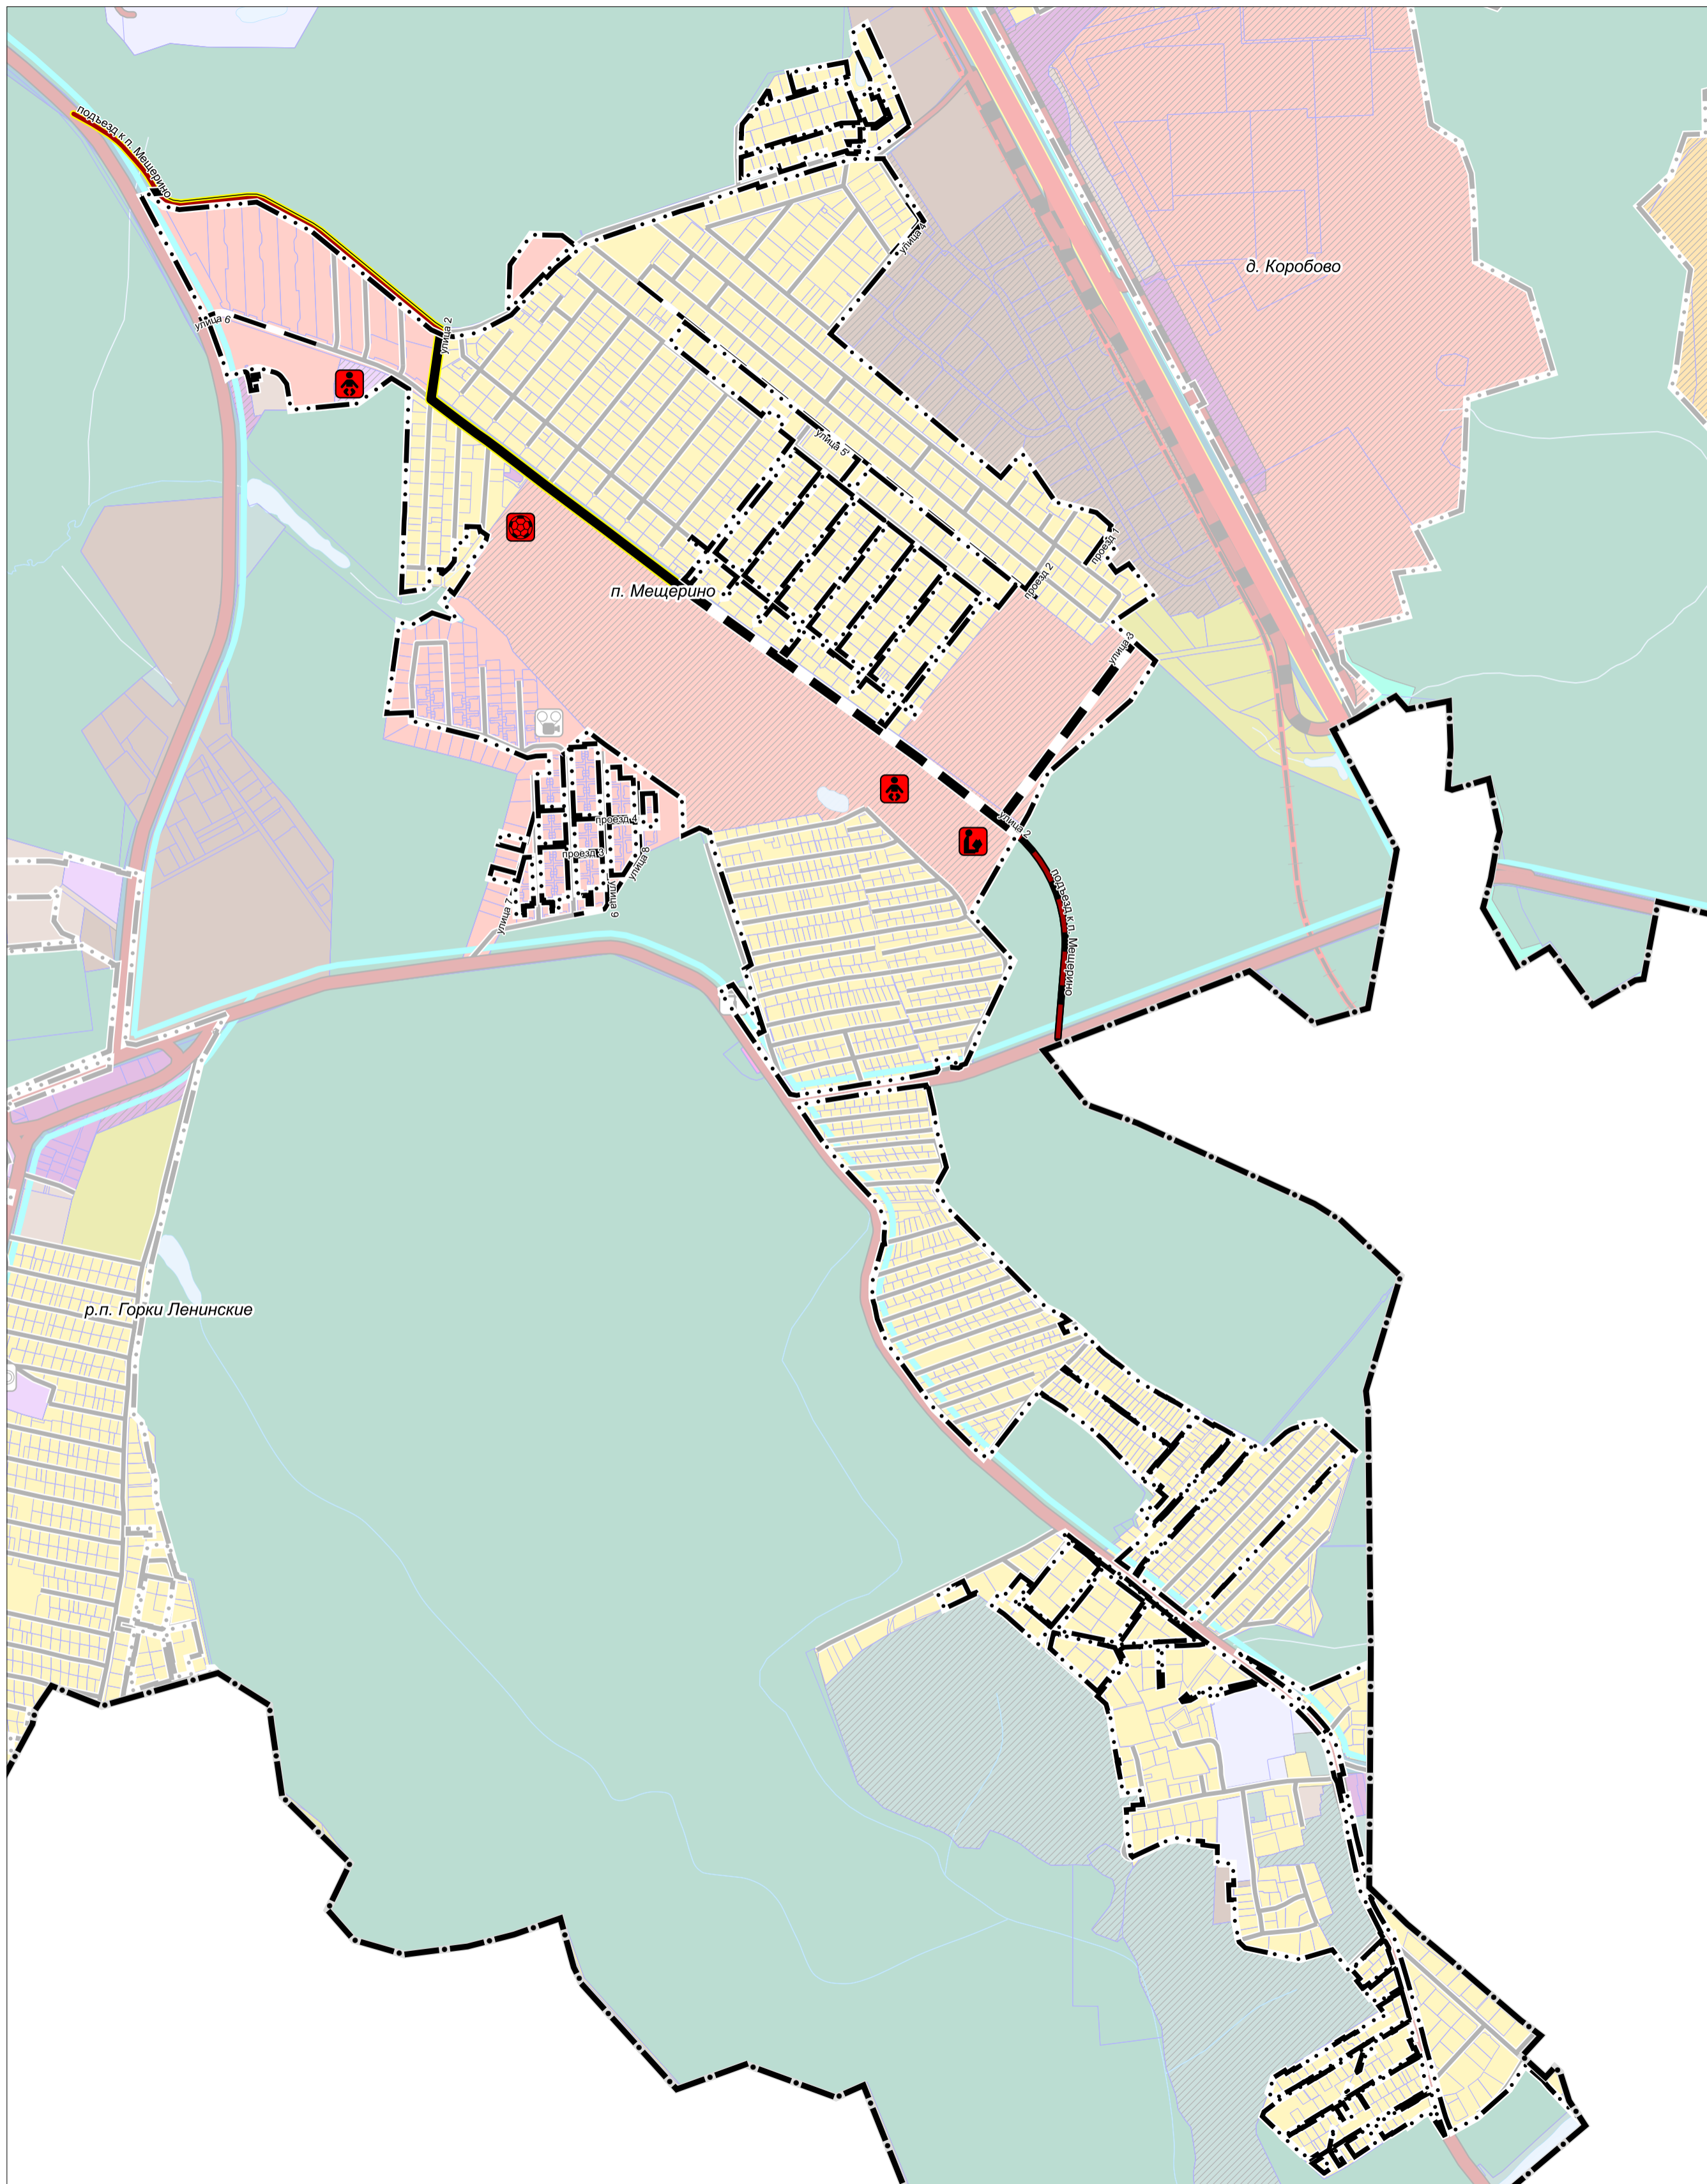 подъезд к п. Мещерино
улица 4
д. Коробово
улица 6
улица 2
улица 5'
проезд 1
проезд 2
п. Мещерино
улица 3
проезд 4
улица 2
проезд 3
улица 8
улица 7
улица 9
подъезд к п. Мещерино
р.п. Горки Ленинские